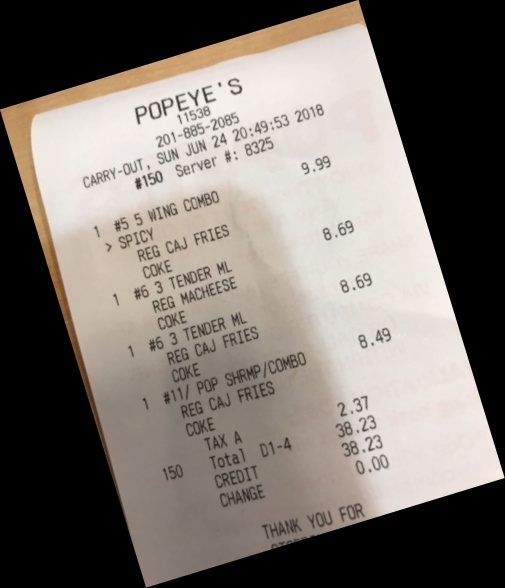 POPEYE'S
11538
201-885-2085
CARRY-OUT, SUN JUN 24 20:49:53 2018
#150 Server #: 8325
1 #5 5 WING COMBO 9.99
> SPICY
REG CAJ FRIES
COKE
1 #6 3 TENDER ML 8.69
REG MACHEESE
COKE
1 #6 3 TENDER ML 8.69
REG CAJ FRIES
COKE
1 #11/ POP SHRMP/COMBO 8.49
REG CAJ FRIES
COKE
TAX A 2.37
150 Total D1-4 38.23
CREDIT 38.23
CHANGE 0.00
THANK YOU FOR